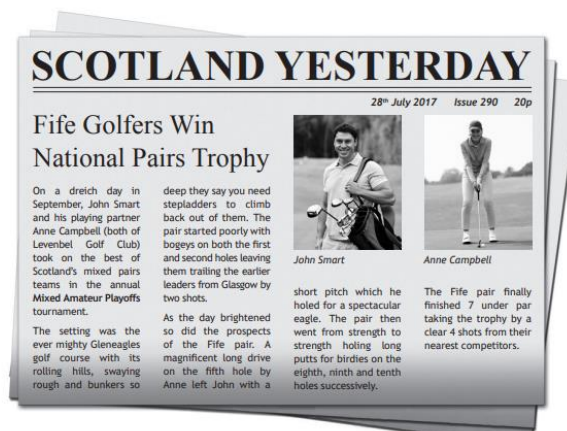 SCOTLAND YESTERDAY
28th July 2017 Issue 290 20p
Fife Golfers Win
National Pairs Trophy
On a dreich day in
September, John Smart
and his playing partner
Anne Campbell (both of
Levenbel Golf Club)
took on the best of
Scotland's mixed pairs
teams in the annual
Mixed Amateur Playoffs
tournament.
The setting was the
ever mighty Gleneagles
golf course with its
rolling hills, swaying
rough and bunkers so
deep they say you need
stepladders to climb
back out of them. The
pair started poorly with
bogeys on both the first
and second holes leaving
them trailing the earlier
leaders from Glasgow by
two shots.
As the day brightened
so did the prospects
of the Fife pair. A
magnificent long drive
on the fifth hole by
Anne left John with a
John Smart
short pitch which he
holed for a spectacular
eagle. The pair then
went from strength to
strength holing long
putts for birdies on the
eighth, ninth and tenth
holes successively.
Anne Campbell
The Fife pair finally
finished 7 under par
taking the trophy by a
clear 4 shots from their
nearest competitors.